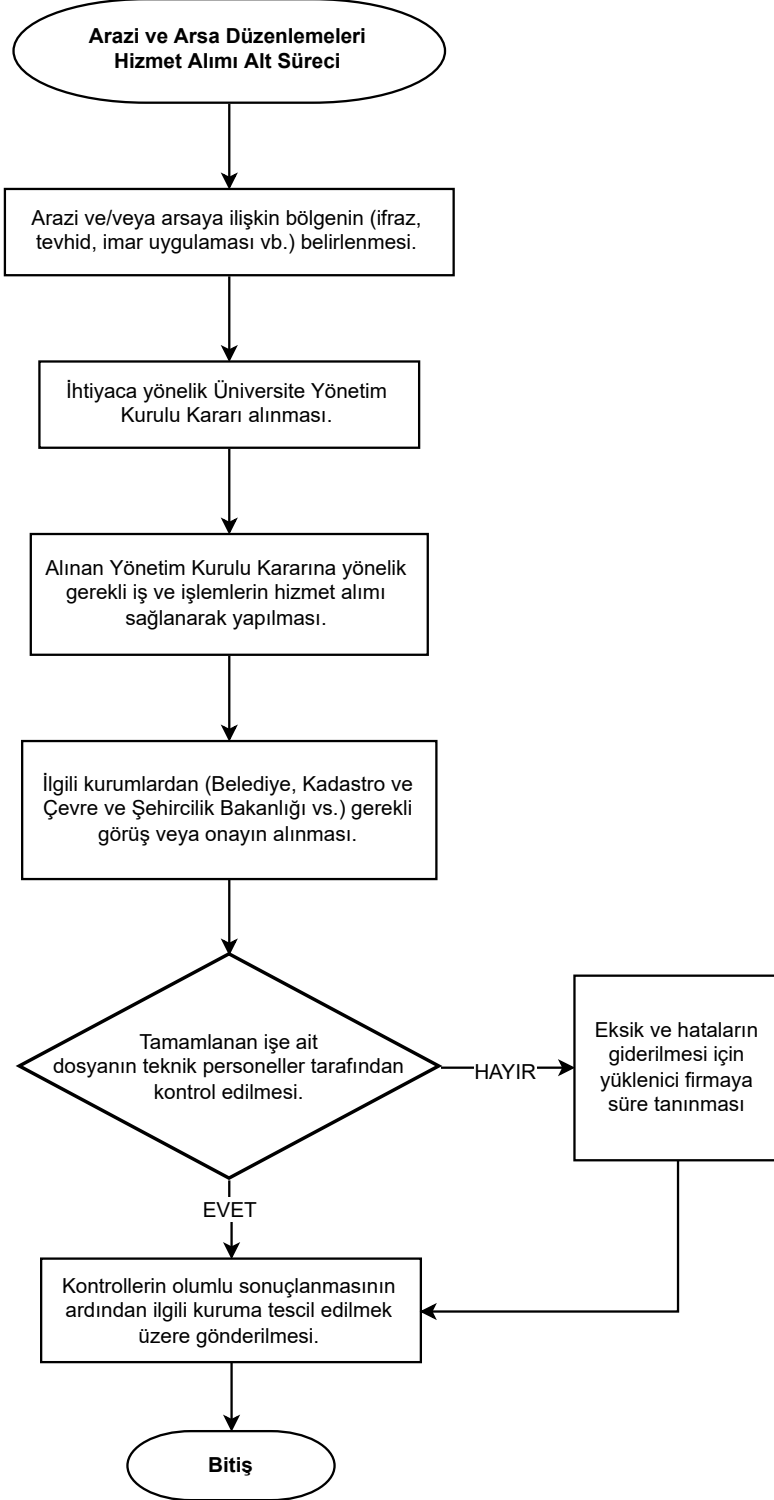 Arazi ve Arsa Düzenlemeleri
Hizmet Alımı Alt Süreci
Arazi ve/veya arsaya ilişkin bölgenin (ifraz,
tevhid, imar uygulaması vb.) belirlenmesi.
İhtiyaca yönelik Üniversite Yönetim
Kurulu Kararı alınması.
Alınan Yönetim Kurulu Kararına yönelik
gerekli iş ve işlemlerin hizmet alımı
sağlanarak yapılması.
İlgili kurumlardan (Belediye, Kadastro ve
Çevre ve Şehircilik Bakanlığı vs.) gerekli
görüş veya onayın alınması.
Tamamlanan işe ait
dosyanın teknik personeller tarafından
kontrol edilmesi.
HAYIR
Eksik ve hataların
giderilmesi için
yüklenici firmaya
süre tanınması
EVET
Kontrollerin olumlu sonuçlanmasının
ardından ilgili kuruma tescil edilmek
üzere gönderilmesi.
Bitiş